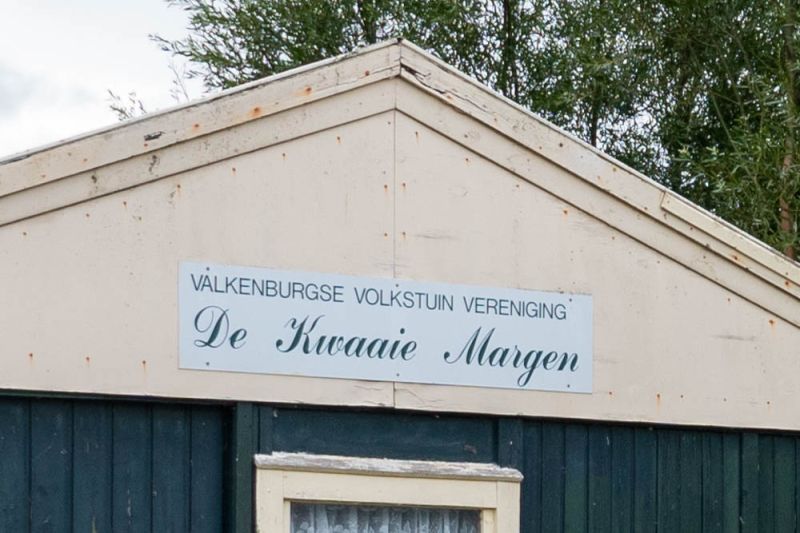 VALKENBURGSE VOLKSTUIN VERENIGING
De Kwaaie Margen